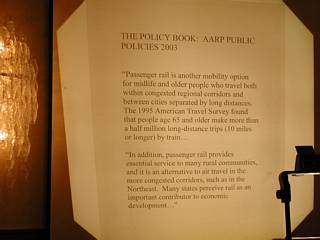 THE POLICY BOOK: AARP PUBLIC
POLICIES 2003
"Passenger rail is another mobility option
for midlife and older people who travel both
within congested regional corridors and
between cities separated by long distances.
The 1995 American Travel Survey found
that people age 65 and older make more than
a half million long-distance trips (10 miles
or longer) by train…
"In addition, passenger rail provides
essential service to many rural communities,
and it is an alternative to air travel in the
more congested corridors, such as in the
Northeast. Many states perceive rail as an
important contributor to economic
development…"